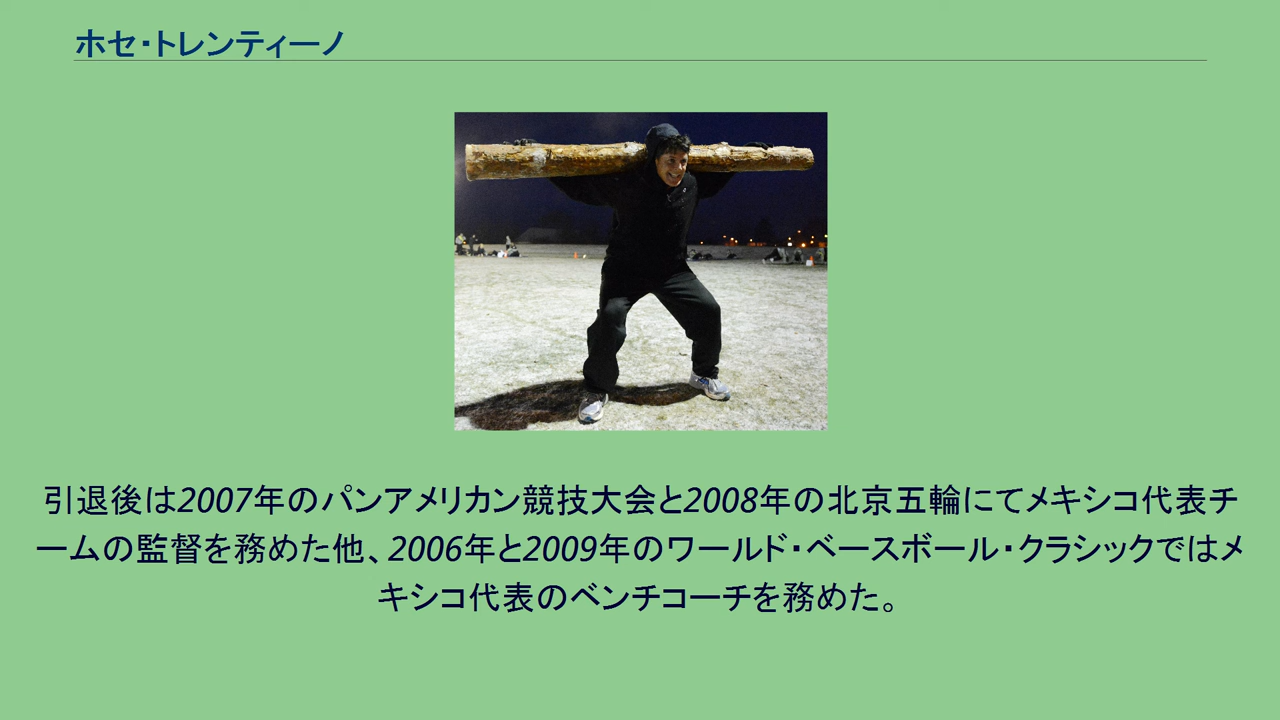 ホセ・トレンティーノ
引退後は2007年のパンアメリカン競技大会と2008年の北京五輪にてメキシコ代表チ
ームの監督を務めた他、2006年と2009年のワールド・ベースボール・クラシックではメ
キシコ代表のベンチコーチを務めた。